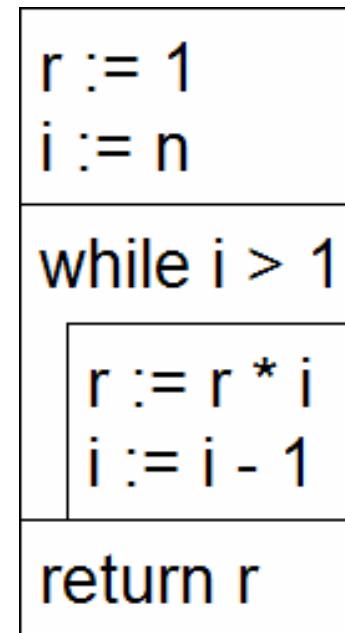 r := 1
i := n
while i > 1
r := r * i
i := i - 1
return r